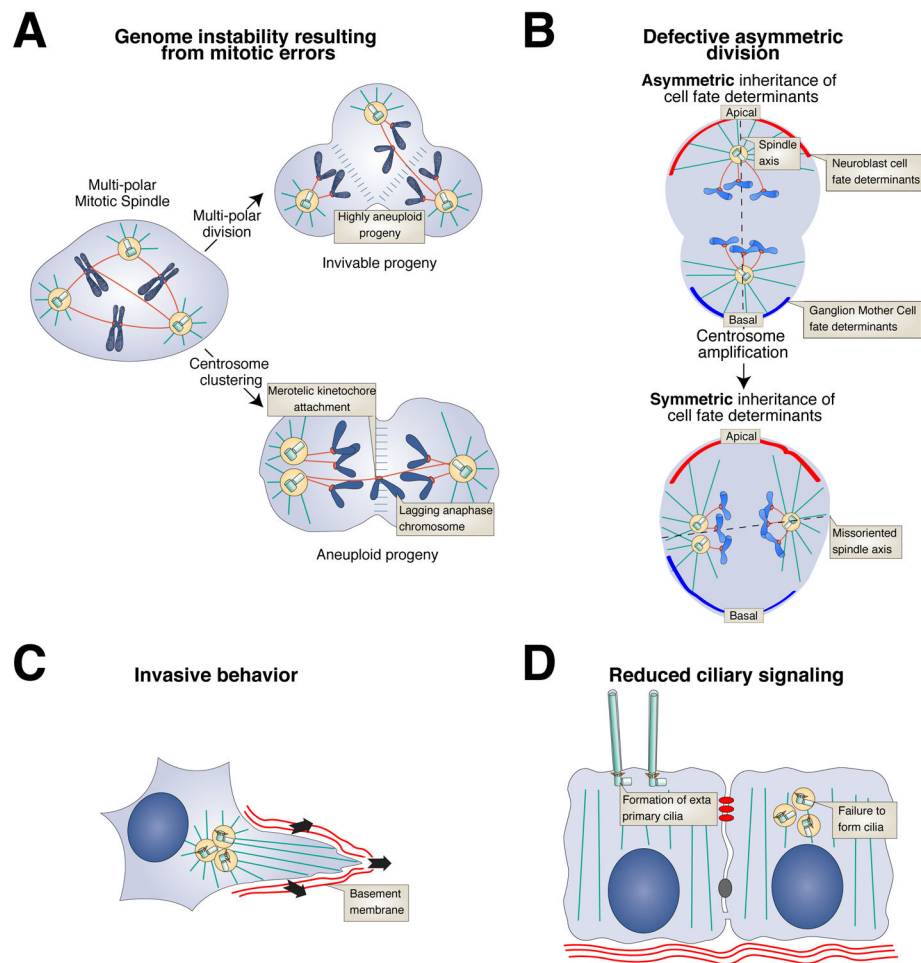 A
Genome instability resulting
from mitotic errors
Multi-polar
Mitotic Spindle
Multi-polar
division
Highly aneuploid
progeny
Invivable progeny
Centrosome
clustering
Merotelic kinetochore
attachment
Lagging anaphase
chromosome
Aneuploid progeny
B
Defective asymmetric
division
Asymmetric inheritance of
cell fate determinants
Apical
Spindle
axis
Neuroblast cell
fate determinants
Ganglion Mother Cell
fate determinants
Basal
Centrosome
amplification
Symmetric inheritance of
cell fate determinants
Apical
Missoriented
spindle axis
Basal
C
Invasive behavior
Basement
membrane
D
Reduced ciliary signaling
Formation of exta
primary cilia
Failure to
form cilia